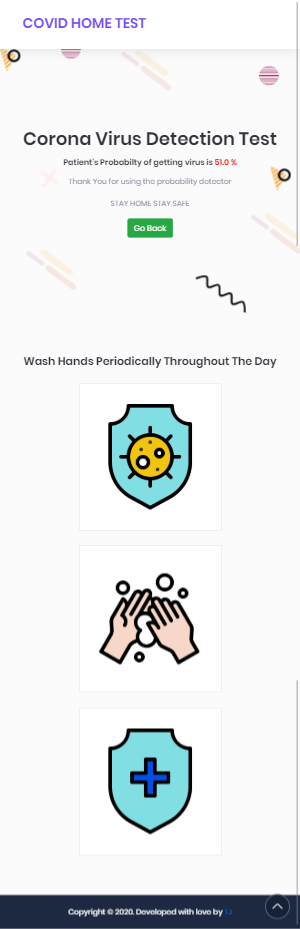 COVID HOME TEST
Corona Virus Detection Test
Patient's Probabilty of getting virus is 51.0 %
Thank You for using the probability detector
STAY HOME STAY SAFE
Go Back
Wash Hands Periodically Throughout The Day
Copyright © 2020. Developed with love by TJ